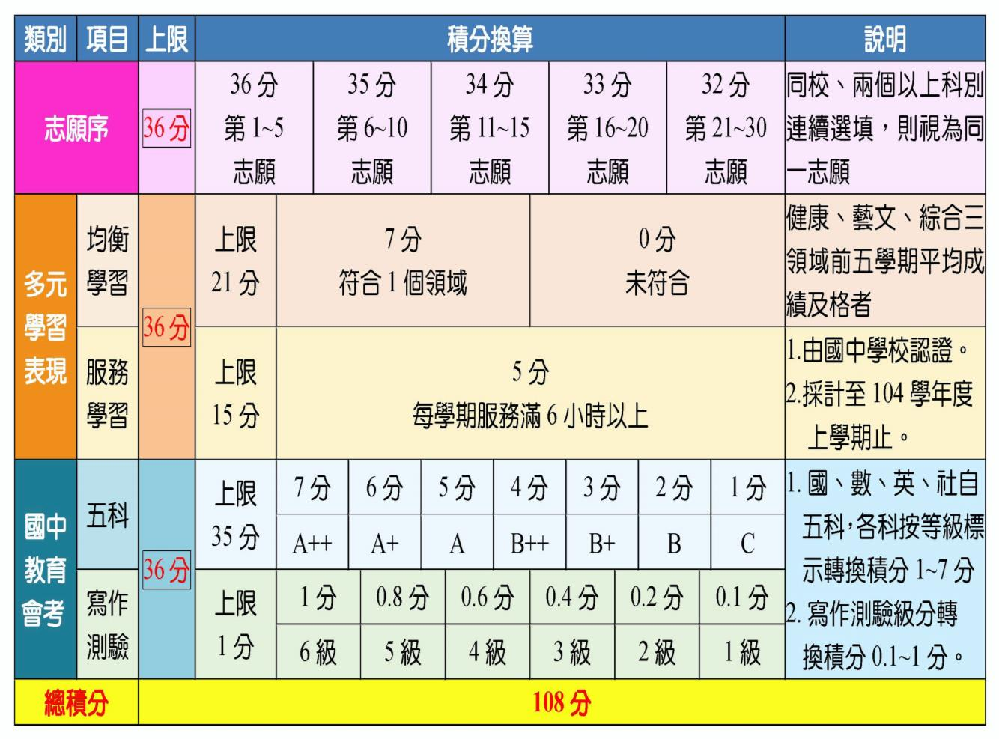 類別 項目 上限 積分換算 說明
志願序
36分
36分
第1~5
志願
35分
第6~10
志願
34分
第11~15
志願
33分
第16~20
志願
32分
第21~30
志願
同校、兩個以上科別
連續選填，則視為同
一志願
多元
學習
表現
均衡
學習
36分
上限
21分
7分
符合1個領域
0分
未符合
健康、藝文、綜合三
領域前五學期平均成
績及格者
服務
學習
上限
15分
5分
每學期服務滿6小時以上
1.由國中學校認證。
2.採計至104學年度
上學期止。
國中
教育
會考
五科
36分
上限
35分
7分 6分 5分 4分 3分 2分 1分
A++ A+ A B++ B+ B C
1. 國、數、英、社自
五科，各科按等級標
示轉換積分1~7分
2. 寫作測驗級分轉
換積分0.1~1分。
寫作
測驗
上限
1分
1分 0.8分 0.6分 0.4分 0.2分 0.1分
6級 5級 4級 3級 2級 1級
總積分 108分